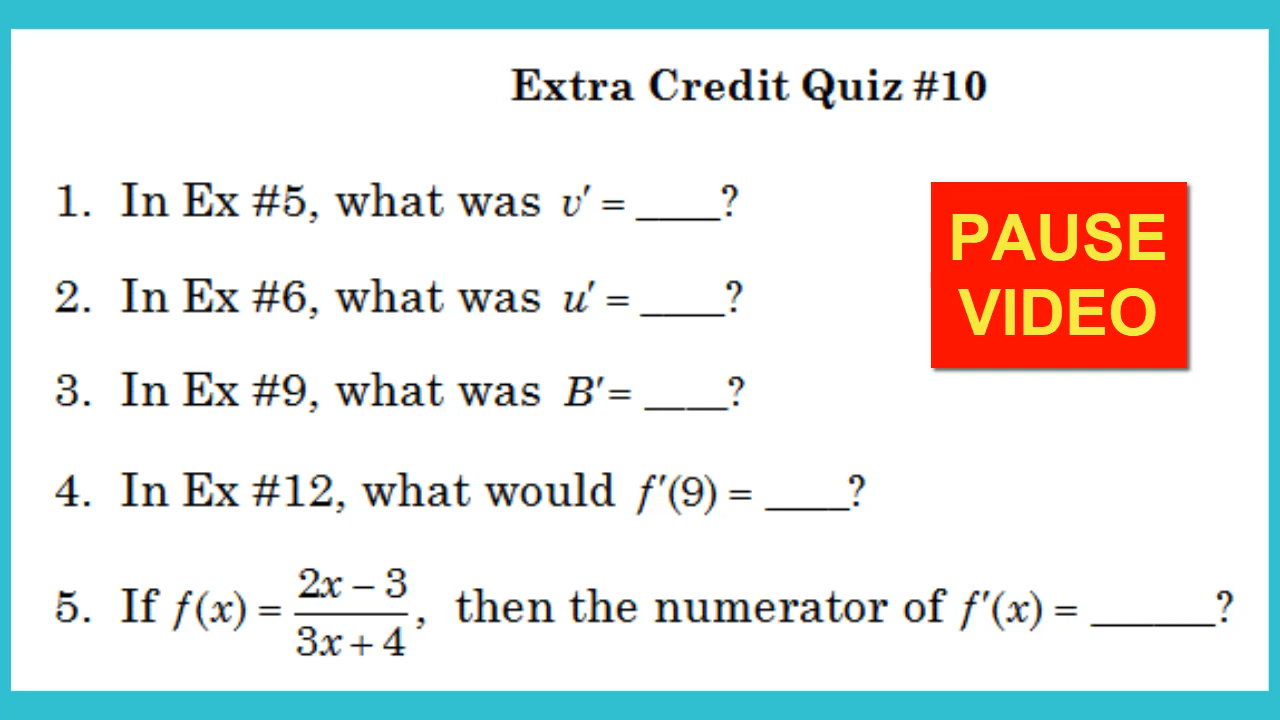 Extra Credit Quiz #10
1. In Ex #5, what was v′ = ____?
PAUSE
VIDEO
2. In Ex #6, what was u′ = ____?
3. In Ex #9, what was B′= ____?
4. In Ex #12, what would f′(9) = ____?
5. If f(x) = (2x − 3)/(3x + 4), then the numerator of f′(x) = ______?